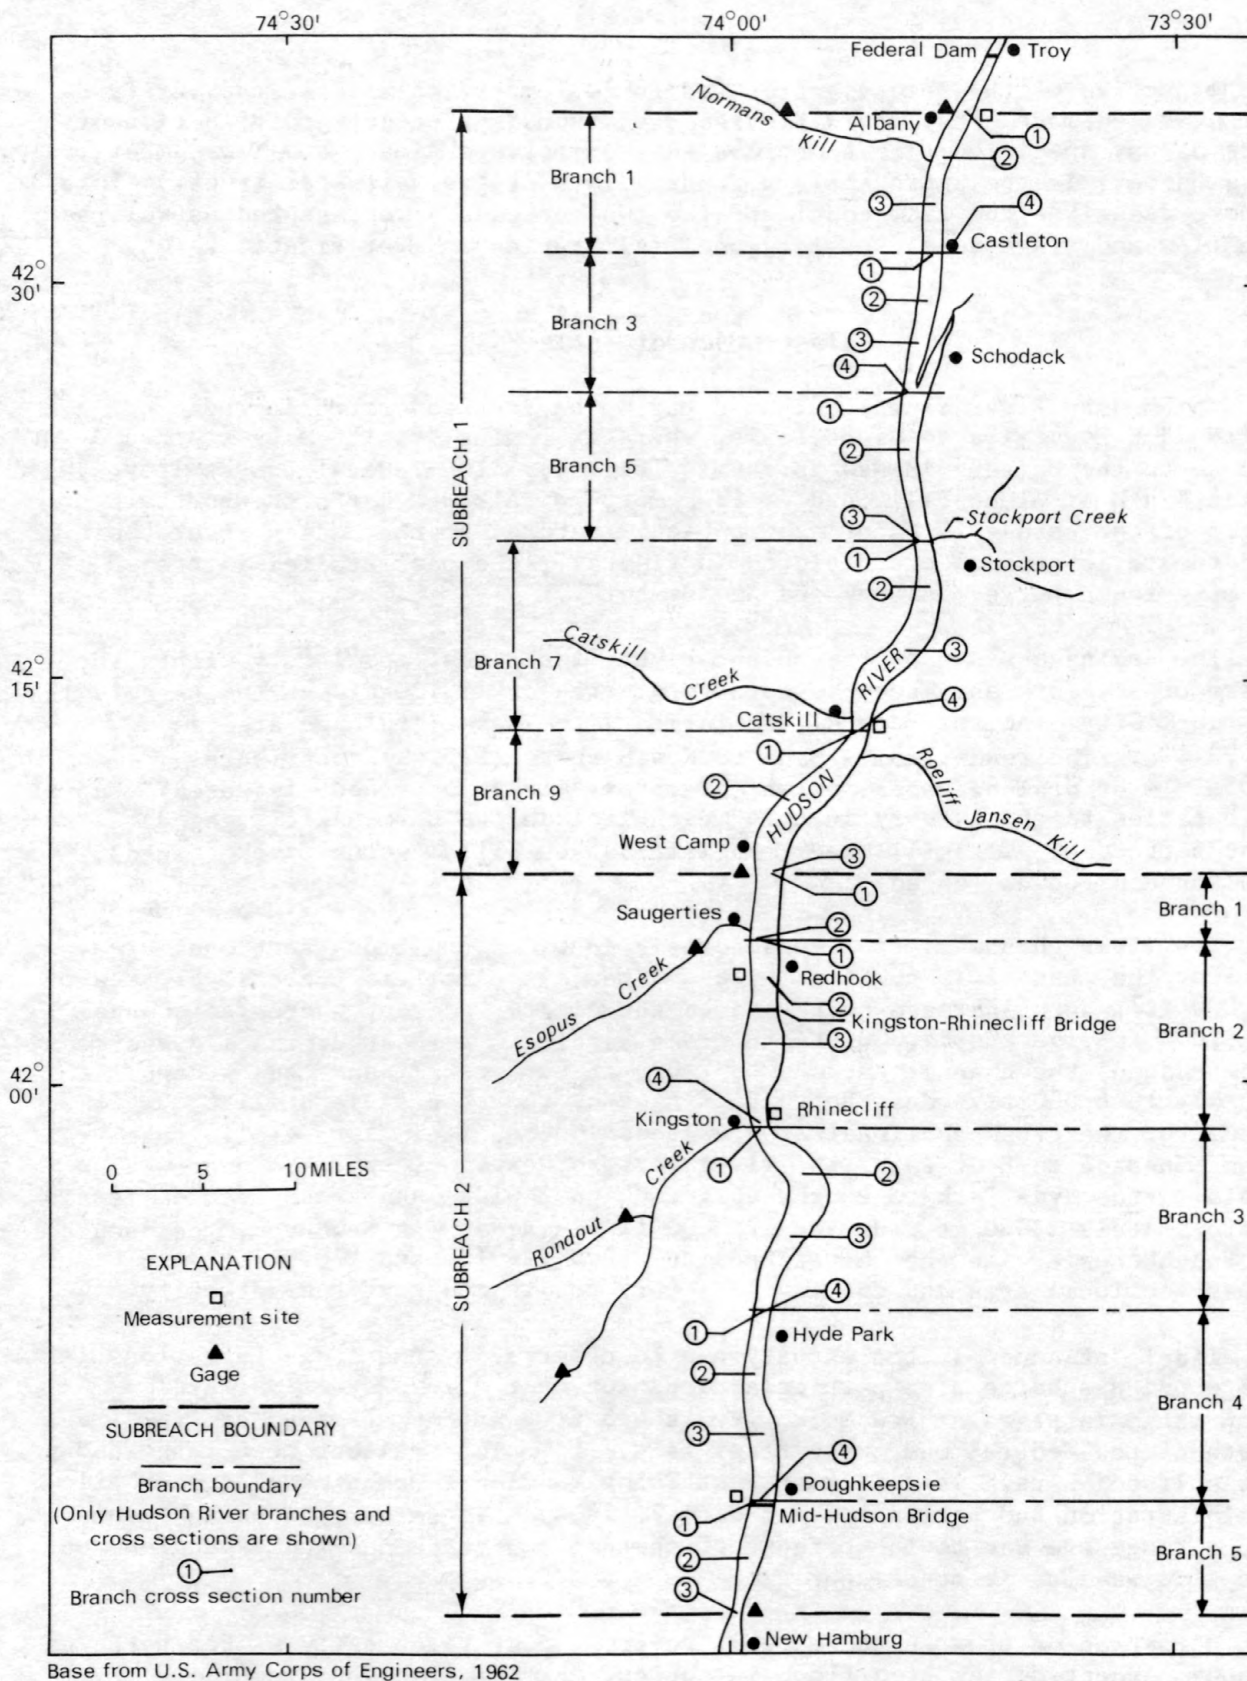 74°30'
74°00'
73°30'
Federal Dam
Troy
Normans
Kill
Albany
①
②
Branch 1
③
④
Castleton
42°
30'
①
②
Branch 3
③
Schodack
④
①
②
Branch 5
SUBREACH 1
③
Stockport Creek
①
Stockport
②
Catskill
Creek
③
42°
15'
Branch 7
RIVER
④
Catskill
①
Roeliff
Jansen Kill
②
Branch 9
HUDSON
West Camp
③
①
Branch 1
Saugerties
②
①
Redhook
Esopus
Creek
②
Kingston-Rhinecliff Bridge
Branch 2
③
42°
00'
④
Rhinecliff
Kingston
①
②
Rondout
Creek
0 5 10 MILES
Branch 3
③
SUBREACH 2
④
①
Hyde Park
②
Branch 4
③
④
Poughkeepsie
①
Mid-Hudson Bridge
②
Branch 5
③
New Hamburg
EXPLANATION
Measurement site
Gage
SUBREACH BOUNDARY
Branch boundary
(Only Hudson River branches and
cross sections are shown)
①
Branch cross section number
Base from U.S. Army Corps of Engineers, 1962